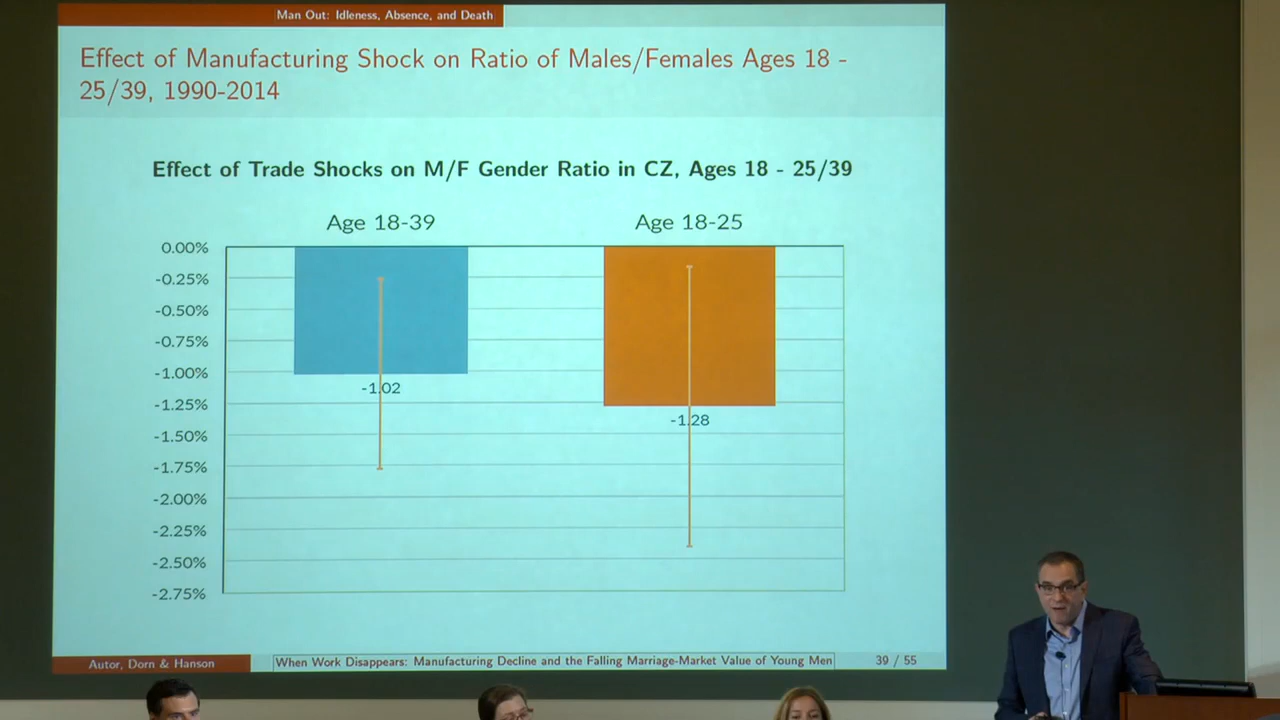 Man Out: Idleness, Absence, and Death
Effect of Manufacturing Shock on Ratio of Males/Females Ages 18 -
25/39, 1990-2014
Effect of Trade Shocks on M/F Gender Ratio in CZ, Ages 18 - 25/39
Age 18-39
Age 18-25
0.00%
-0.25%
-0.50%
-0.75%
-1.00%
-1.25%
-1.50%
-1.75%
-2.00%
-2.25%
-2.50%
-2.75%
-1.02
-1.28
Autor, Dorn & Hanson
When Work Disappears: Manufacturing Decline and the Falling Marriage-Market Value of Young Men
39 / 55